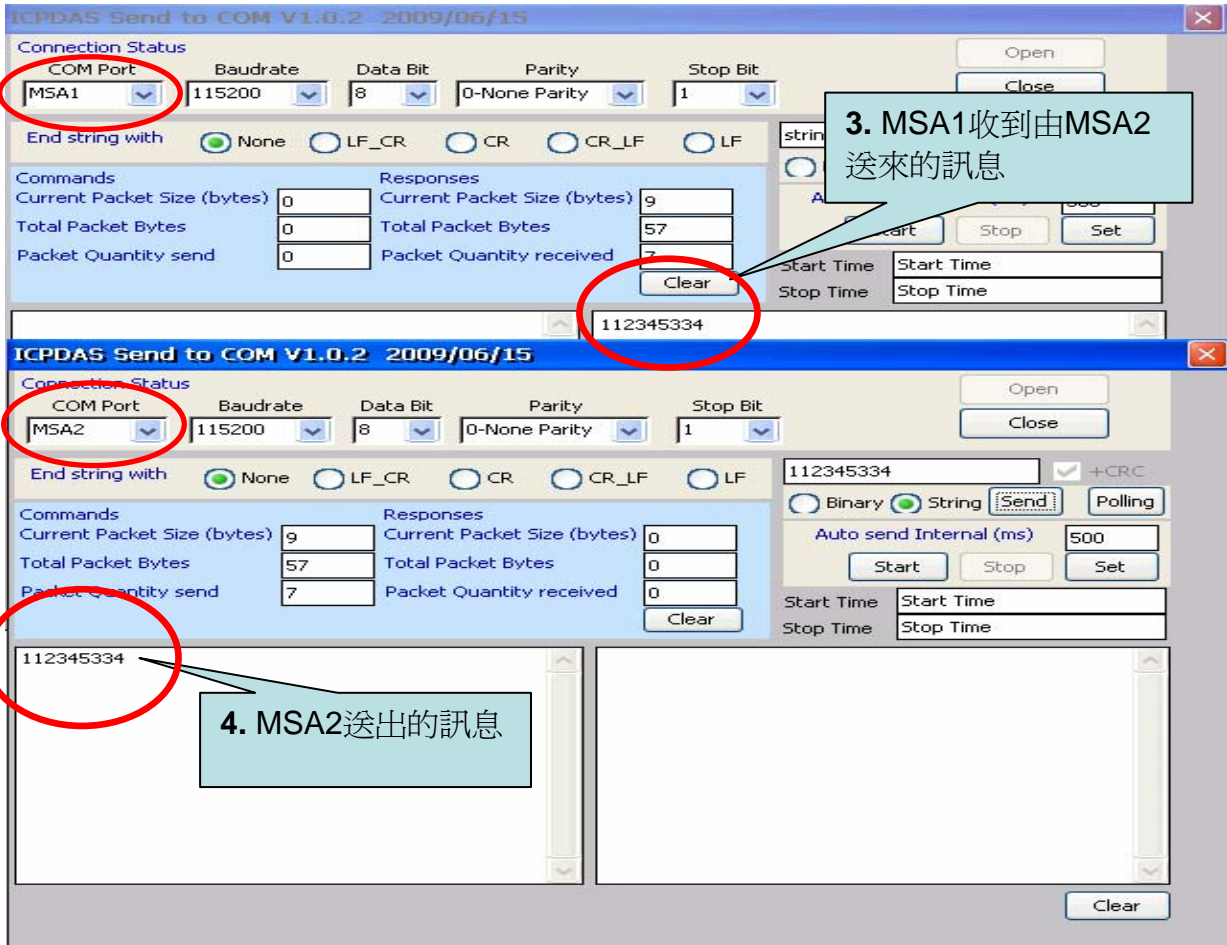 ICPDAS Send to COM V1.0.2 2009/06/15
Connection Status
COM Port Baudrate Data Bit Parity Stop Bit
MSA1 115200 8 0-None Parity 1
Open
Close
End string with None LF_CR CR CR_LF LF
3. MSA1收到由MSA2
送來的訊息
Commands Responses
Current Packet Size (bytes) 0 Current Packet Size (bytes) 9
Total Packet Bytes 0 Total Packet Bytes 57
Packet Quantity send 0 Packet Quantity received 7
Clear
Stop Set
Start Time Start Time
Stop Time Stop Time
112345334
ICPDAS Send to COM V1.0.2 2009/06/15
Connection Status
COM Port Baudrate Data Bit Parity Stop Bit
MSA2 115200 8 0-None Parity 1
Open
Close
End string with None LF_CR CR CR_LF LF
112345334 +CRC
Binary String Send Polling
Commands Responses
Current Packet Size (bytes) 9 Current Packet Size (bytes) 0
Total Packet Bytes 57 Total Packet Bytes 0
Packet Quantity send 7 Packet Quantity received 0
Clear
Auto send Internal (ms) 500
Start Stop Set
Start Time Start Time
Stop Time Stop Time
112345334
4. MSA2送出的訊息
Clear